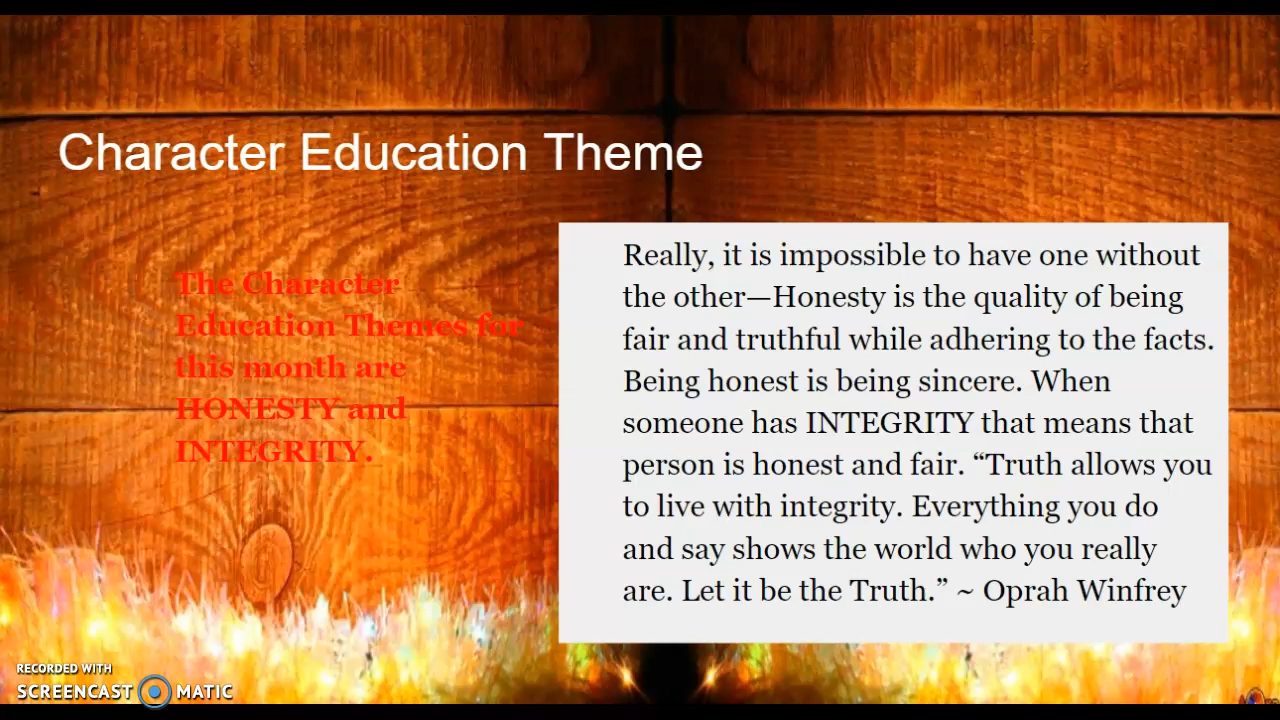 Character Education Theme
The Character
Education Themes for
this month are
HONESTY and
INTEGRITY.
Really, it is impossible to have one without
the other—Honesty is the quality of being
fair and truthful while adhering to the facts.
Being honest is being sincere. When
someone has INTEGRITY that means that
person is honest and fair. “Truth allows you
to live with integrity. Everything you do
and say shows the world who you really
are. Let it be the Truth.” ~ Oprah Winfrey
RECORDED WITH
SCREENCAST MATIC